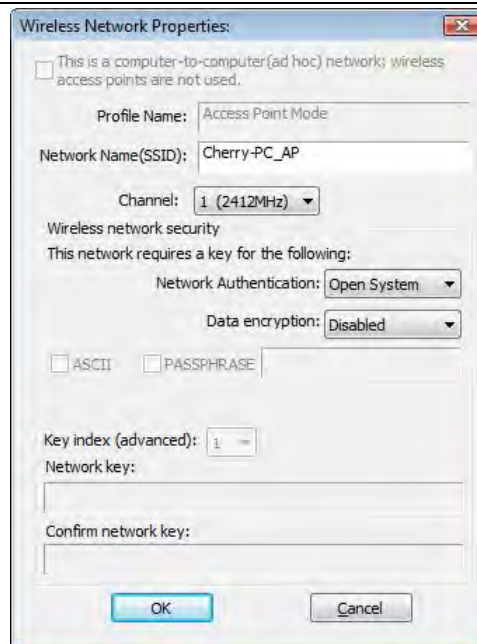 Wireless Network Properties:
This is a computer-to-computer(ad hoc) network; wireless
access points are not used.
Profile Name: Access Point Mode
Network Name(SSID): Cherry-PC_AP
Channel: 1 (2412MHz)
Wireless network security
This network requires a key for the following:
Network Authentication: Open System
Data encryption: Disabled
ASCII PASSPHRASE
Key index (advanced): 1
Network key:
Confirm network key:
OK Cancel